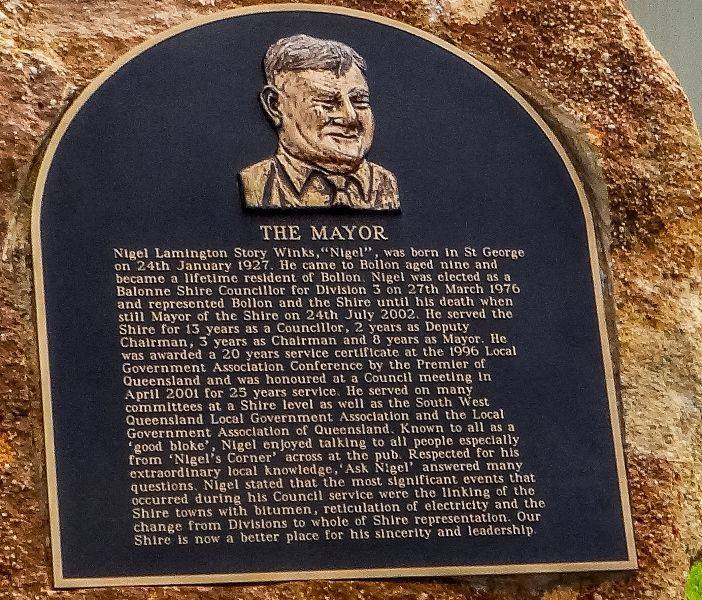 THE MAYOR
Nigel Lamington Story Winks,“Nigel”, was born in St George
on 24th January 1927. He came to Bollon aged nine and
became a lifetime resident of Bollon. Nigel was elected as a
Balonne Shire Councillor for Division 3 on 27th March 1976
and represented Bollon and the Shire until his death when
still Mayor of the Shire on 24th July 2002. He served the
Shire for 13 years as a Councillor, 2 years as Deputy
Chairman, 3 years as Chairman and 8 years as Mayor. He
was awarded a 20 years service certificate at the 1996 Local
Government Association Conference by the Premier of
Queensland and was honoured at a Council meeting in
April 2001 for 25 years service. He served on many
committees at a Shire level as well as the South West
Queensland Local Government Association and the Local
Government Association of Queensland. Known to all as a
‘good bloke’, Nigel enjoyed talking to all people especially
from ‘Nigel’s Corner’ across at the pub. Respected for his
extraordinary local knowledge,‘Ask Nigel’ answered many
questions. Nigel stated that the most significant events that
occurred during his Council service were the linking of the
Shire towns with bitumen, reticulation of electricity and the
change from Divisions to whole of Shire representation. Our
Shire is now a better place for his sincerity and leadership.